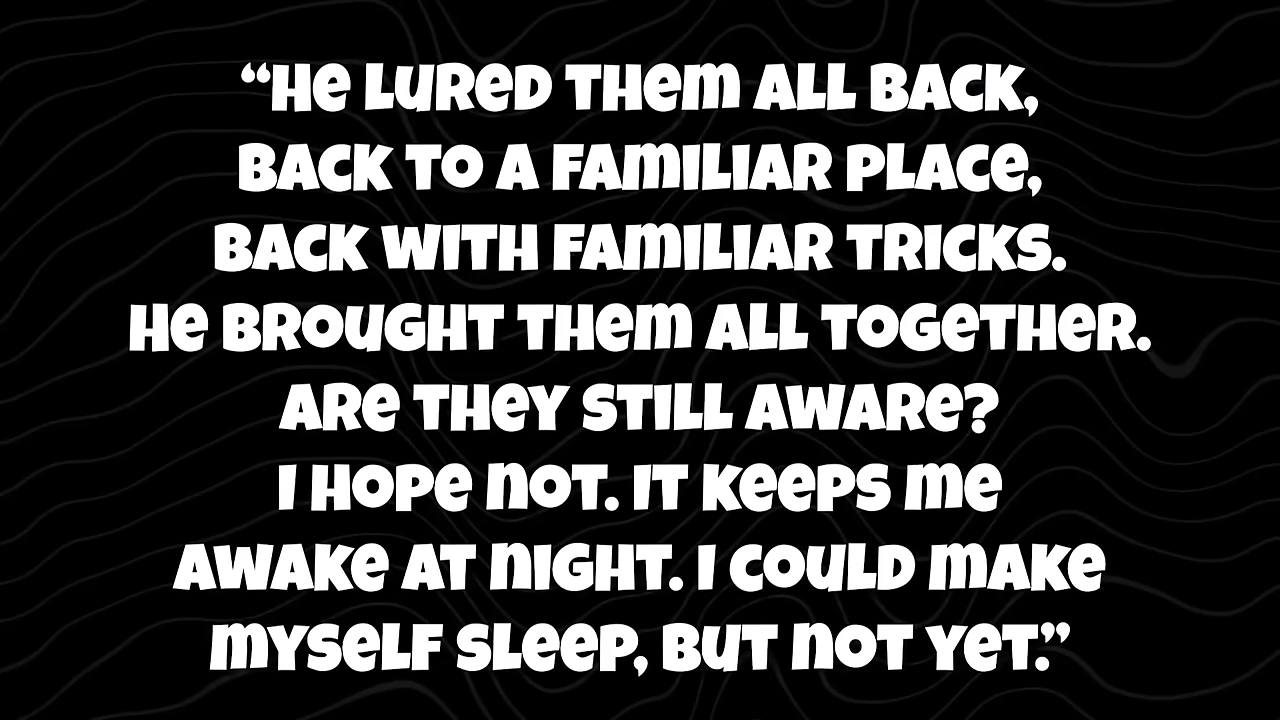 “He lured them all back,
back to a familiar place,
back with familiar tricks.
He brought them all together.
Are they still aware?
I hope not. It keeps me
awake at night. I could make
myself sleep, but not yet.”